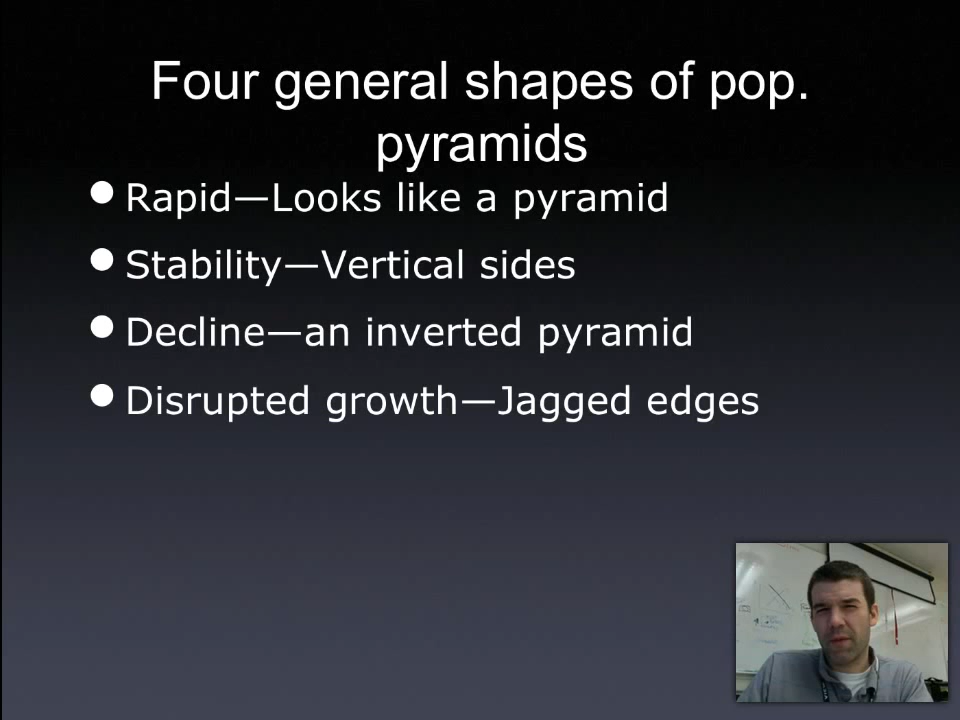 Four general shapes of pop.
pyramids
● Rapid—Looks like a pyramid
● Stability—Vertical sides
● Decline—an inverted pyramid
● Disrupted growth—Jagged edges